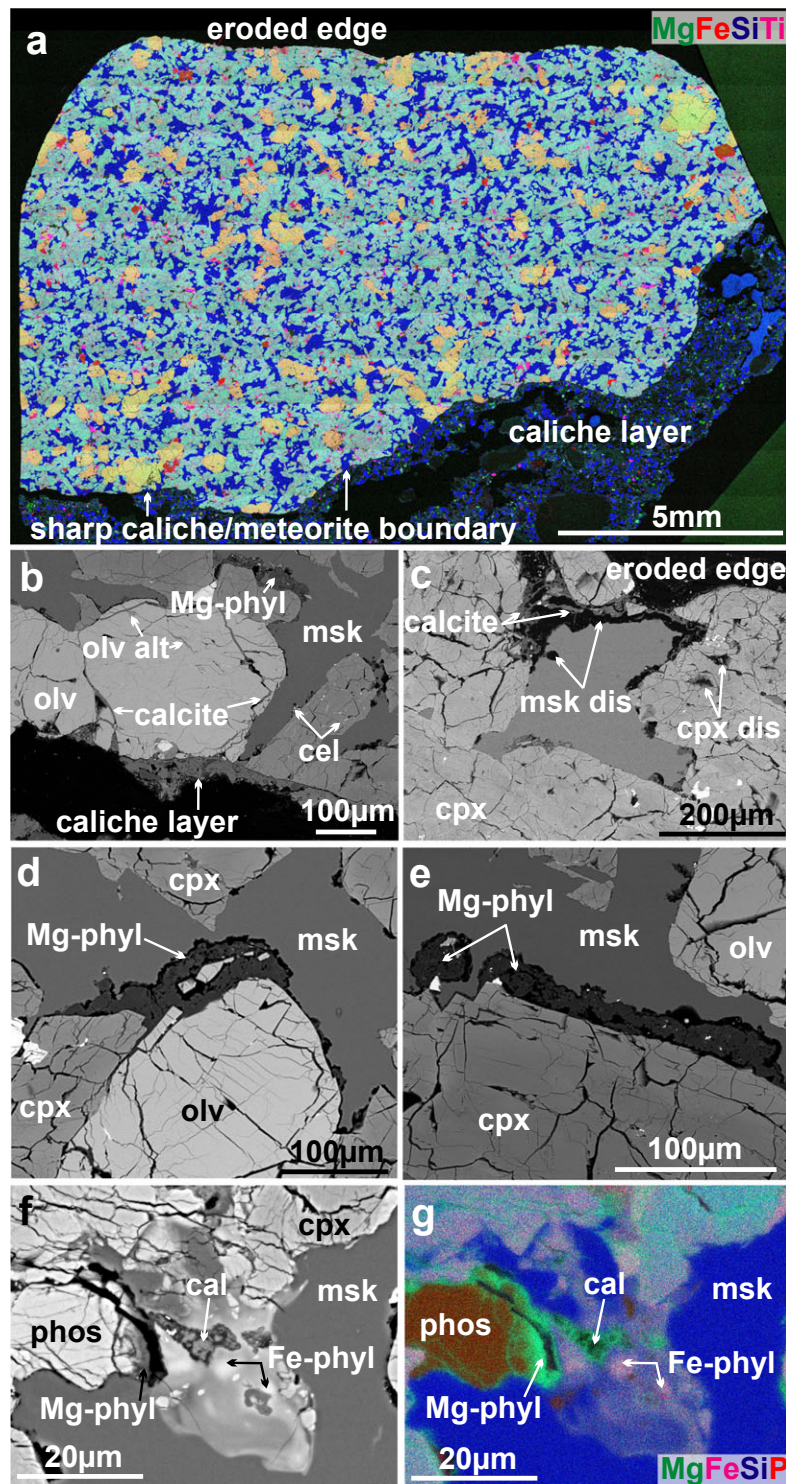 a
eroded edge
MgFeSiTi
caliche layer
sharp caliche/meteorite boundary
5mm
b
Mg-phyl
olv alt
msk
olv
calcite
cel
caliche layer
100µm
c
eroded edge
calcite
msk dis
cpx dis
cpx
200µm
d
cpx
Mg-phyl
msk
cpx
olv
100µm
e
Mg-phyl
msk
olv
cpx
100µm
f
cpx
cal
msk
phos
Fe-phyl
Mg-phyl
20µm
g
cal
msk
phos
Fe-phyl
Mg-phyl
20µm
MgFeSiP